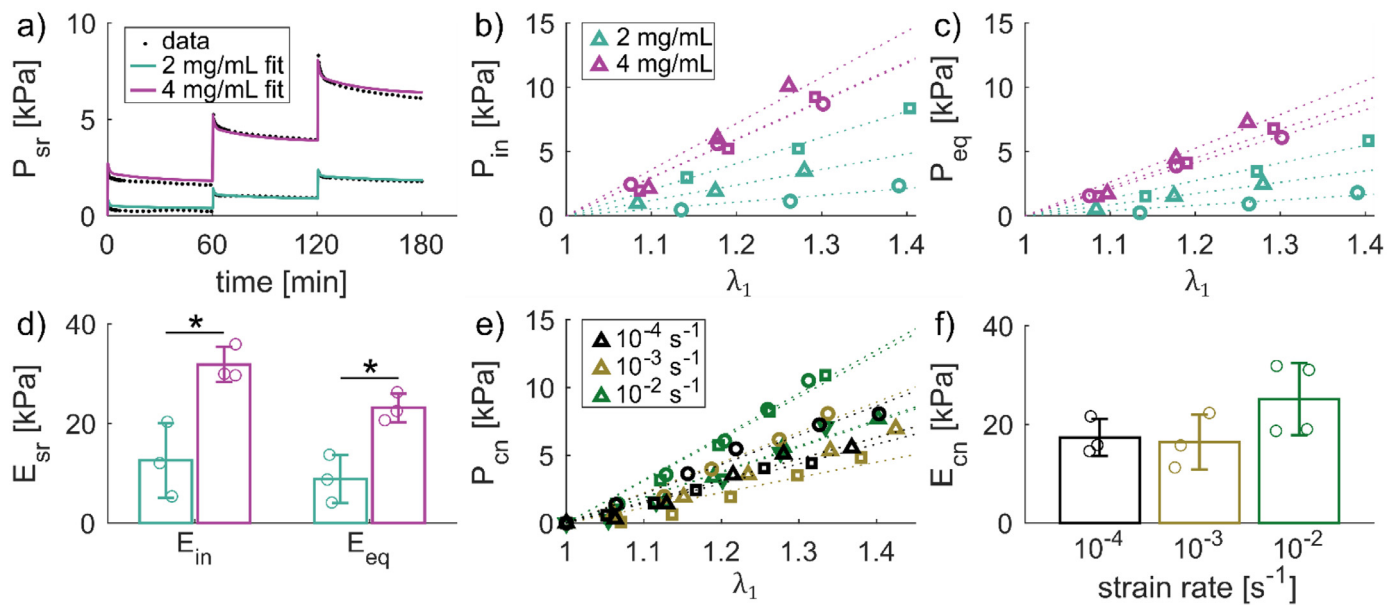 a)
10
5
0
P_sr [kPa]
data
2 mg/mL fit
4 mg/mL fit
0 60 120 180
time [min]
b)
15
10
5
0
P_in [kPa]
2 mg/mL
4 mg/mL
1 1.1 1.2 1.3 1.4
λ₁
c)
15
10
5
0
P_eq [kPa]
1 1.1 1.2 1.3 1.4
λ₁
d)
40
20
0
E_sr [kPa]
* *
E_in E_eq
e)
15
10
5
0
P_cn [kPa]
10⁻⁴ s⁻¹
10⁻³ s⁻¹
10⁻² s⁻¹
1 1.1 1.2 1.3 1.4
λ₁
f)
40
20
0
E_cn [kPa]
10⁻⁴ 10⁻³ 10⁻²
strain rate [s⁻¹]